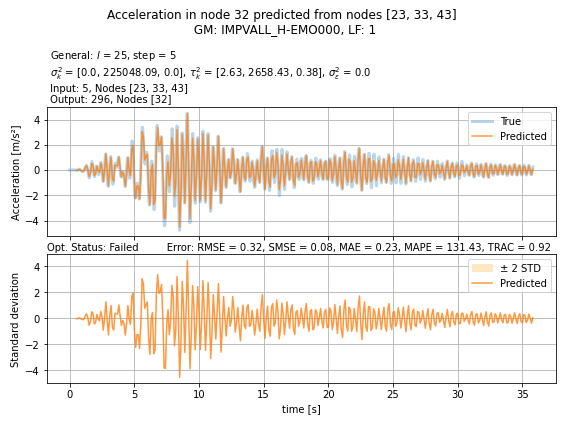 Acceleration in node 32 predicted from nodes [23, 33, 43]
GM: IMPVALL_H-EMO000, LF: 1
General: l = 25, step = 5
σ²ₖ = [0.0, 225048.09, 0.0], τ²ₖ = [2.63, 2658.43, 0.38], σ²ε = 0.0
Input: 5, Nodes [23, 33, 43]
Output: 296, Nodes [32]
Acceleration [m/s²]
4
2
0
−2
−4
True
Predicted
Opt. Status: Failed Error: RMSE = 0.32, SMSE = 0.08, MAE = 0.23, MAPE = 131.43, TRAC = 0.92
Standard deviation
4
2
0
−2
−4
± 2 STD
Predicted
0 5 10 15 20 25 30 35
time [s]